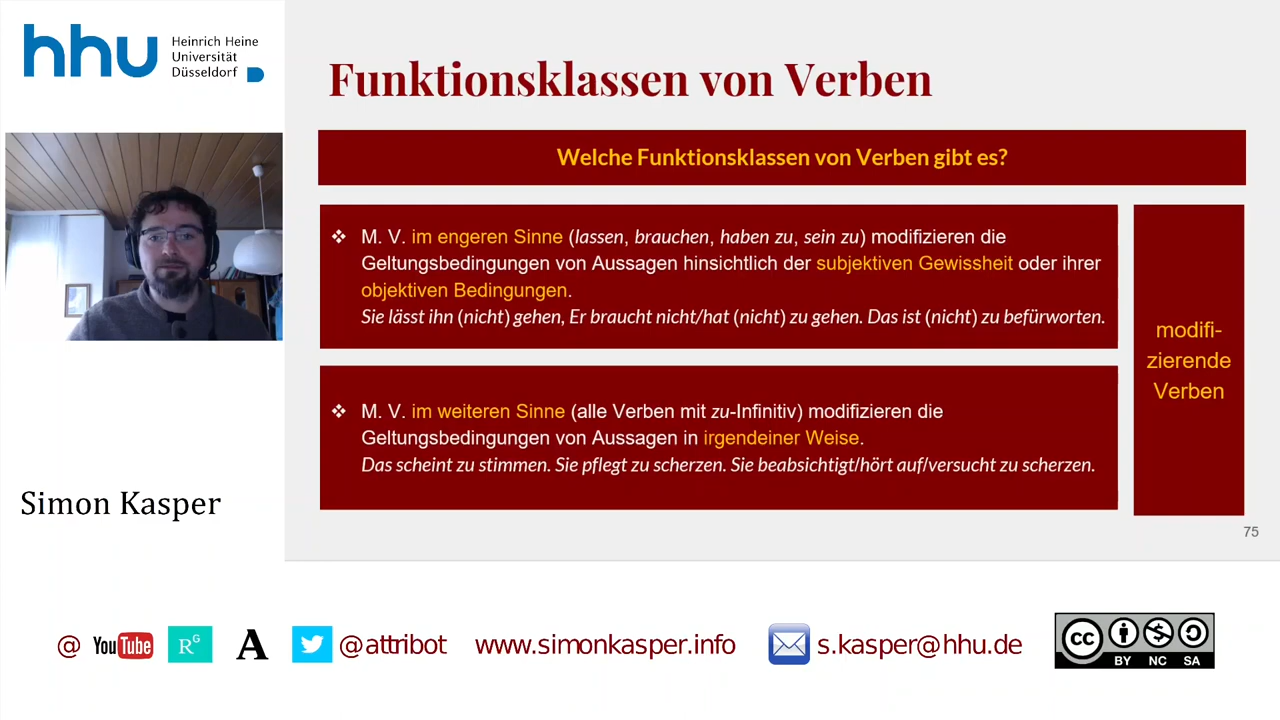 hhu Heinrich Heine
Universität
Düsseldorf
Funktionsklassen von Verben
Welche Funktionsklassen von Verben gibt es?
❖ M. V. im engeren Sinne (lassen, brauchen, haben zu, sein zu) modifizieren die
Geltungsbedingungen von Aussagen hinsichtlich der subjektiven Gewissheit oder ihrer
objektiven Bedingungen.
Sie lässt ihn (nicht) gehen, Er braucht nicht/hat (nicht) zu gehen. Das ist (nicht) zu befürworten.
❖ M. V. im weiteren Sinne (alle Verben mit zu-Infinitiv) modifizieren die
Geltungsbedingungen von Aussagen in irgendeiner Weise.
Das scheint zu stimmen. Sie pflegt zu scherzen. Sie beabsichtigt/hört auf/versucht zu scherzen.
modifi-
zierende
Verben
75
Simon Kasper
@ YouTube RG A @attribot www.simonkasper.info s.kasper@hhu.de
cc BY NC SA